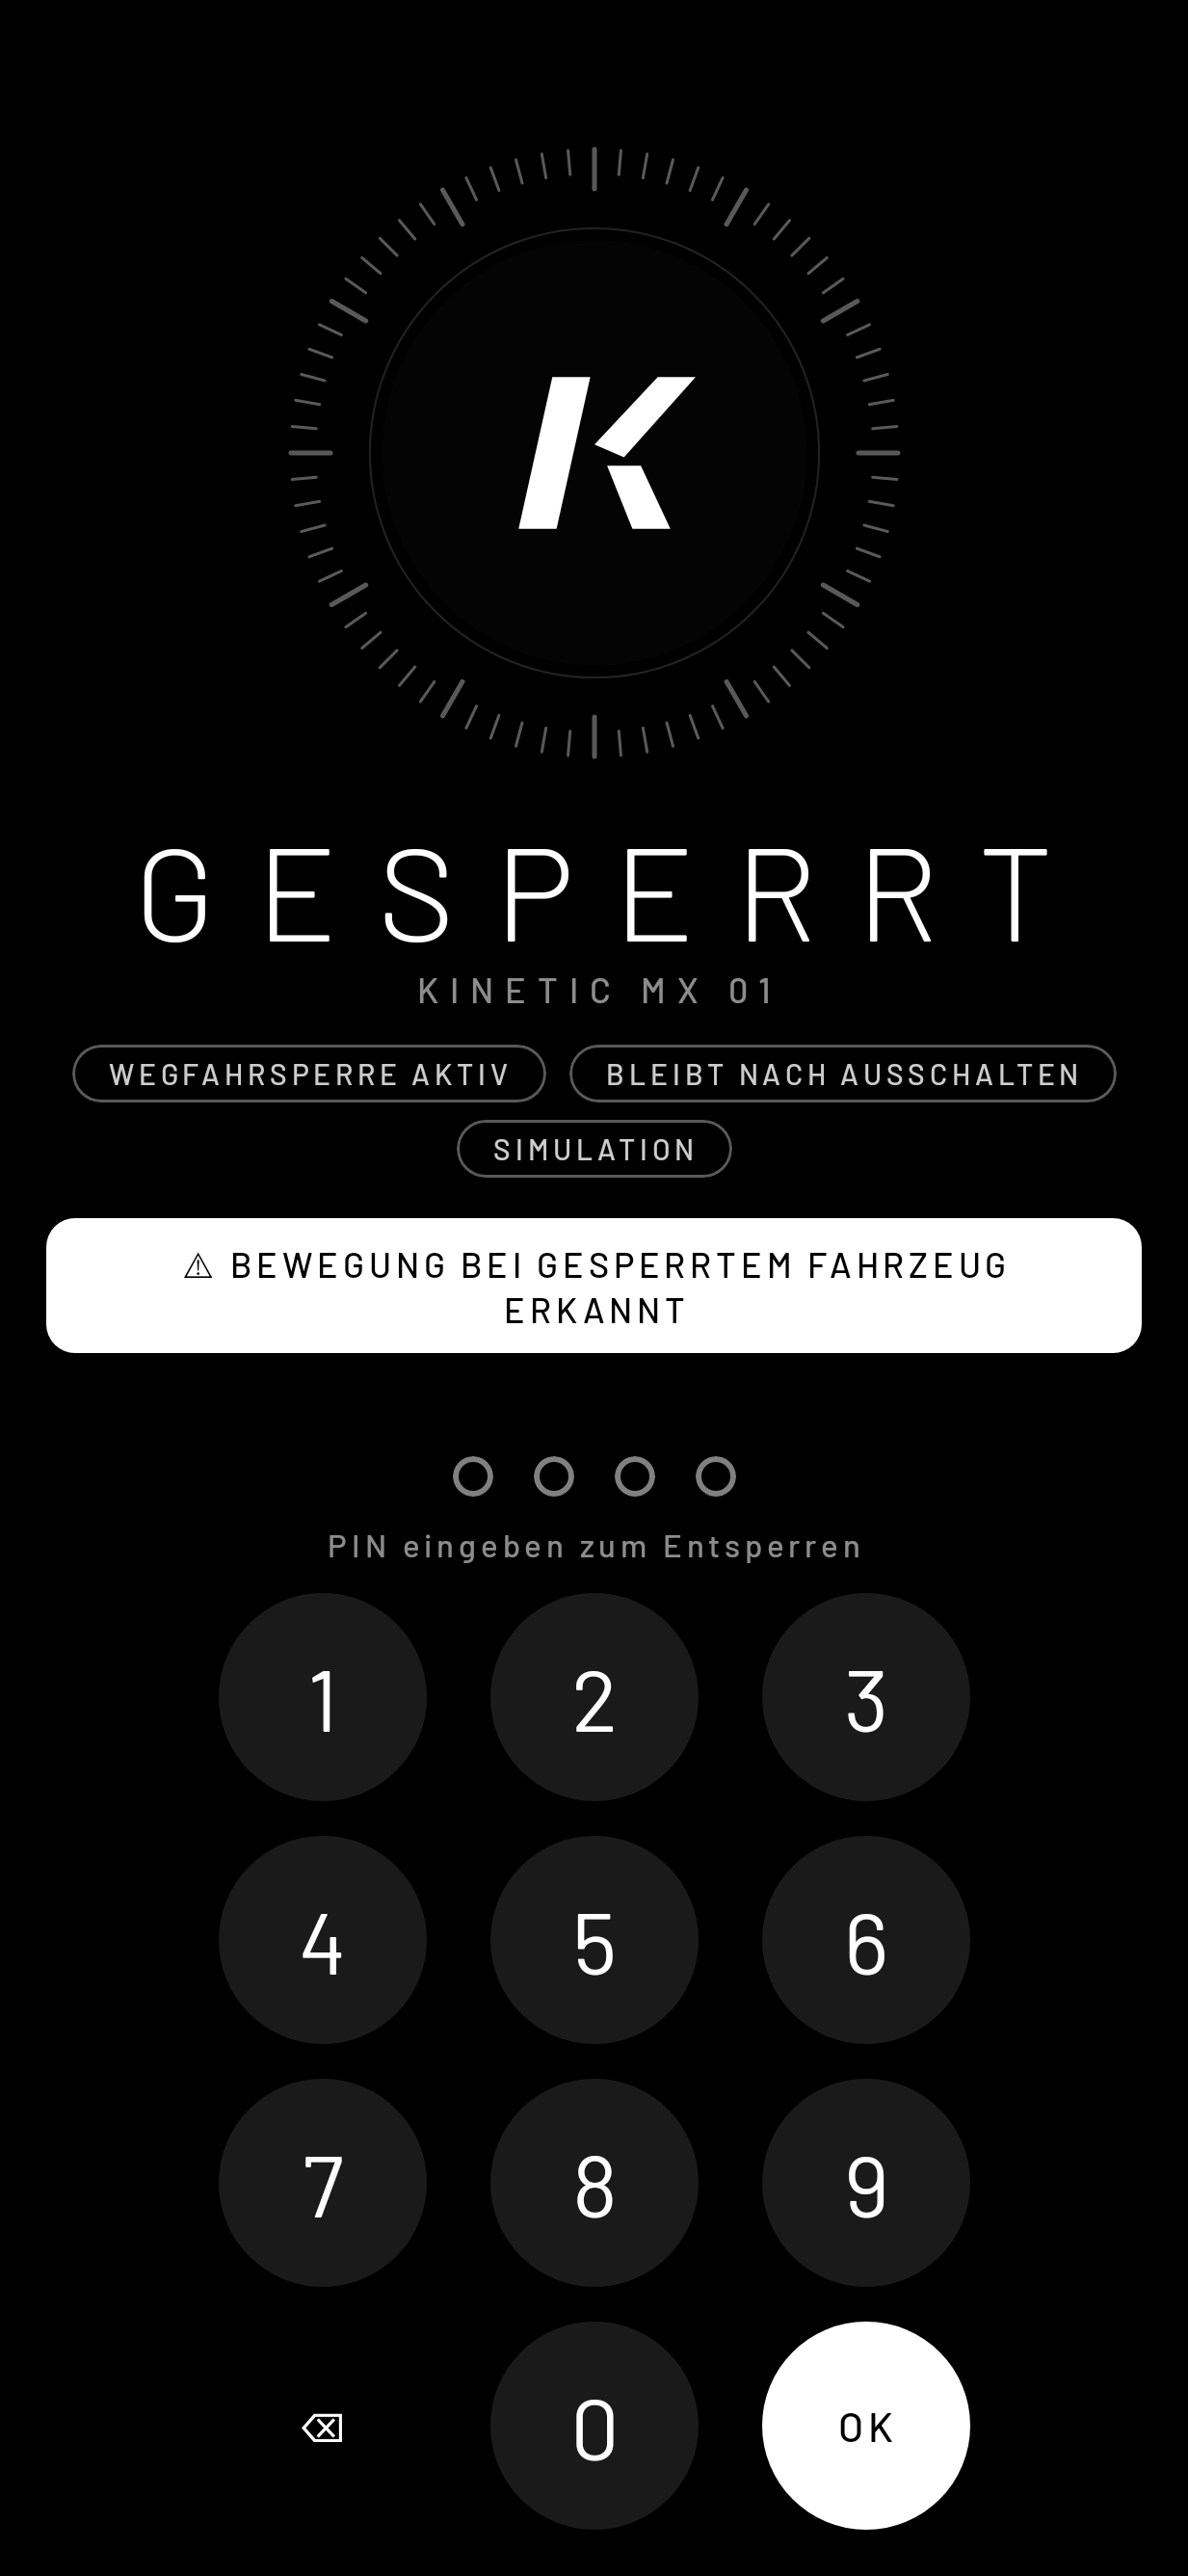 K
GESPERRT
KINETIC MX 01
WEGFAHRSPERRE AKTIV BLEIBT NACH AUSSCHALTEN
SIMULATION
⚠ BEWEGUNG BEI GESPERRTEM FAHRZEUG
ERKANNT
PIN eingeben zum Entsperren
1 2 3
4 5 6
7 8 9
0 OK